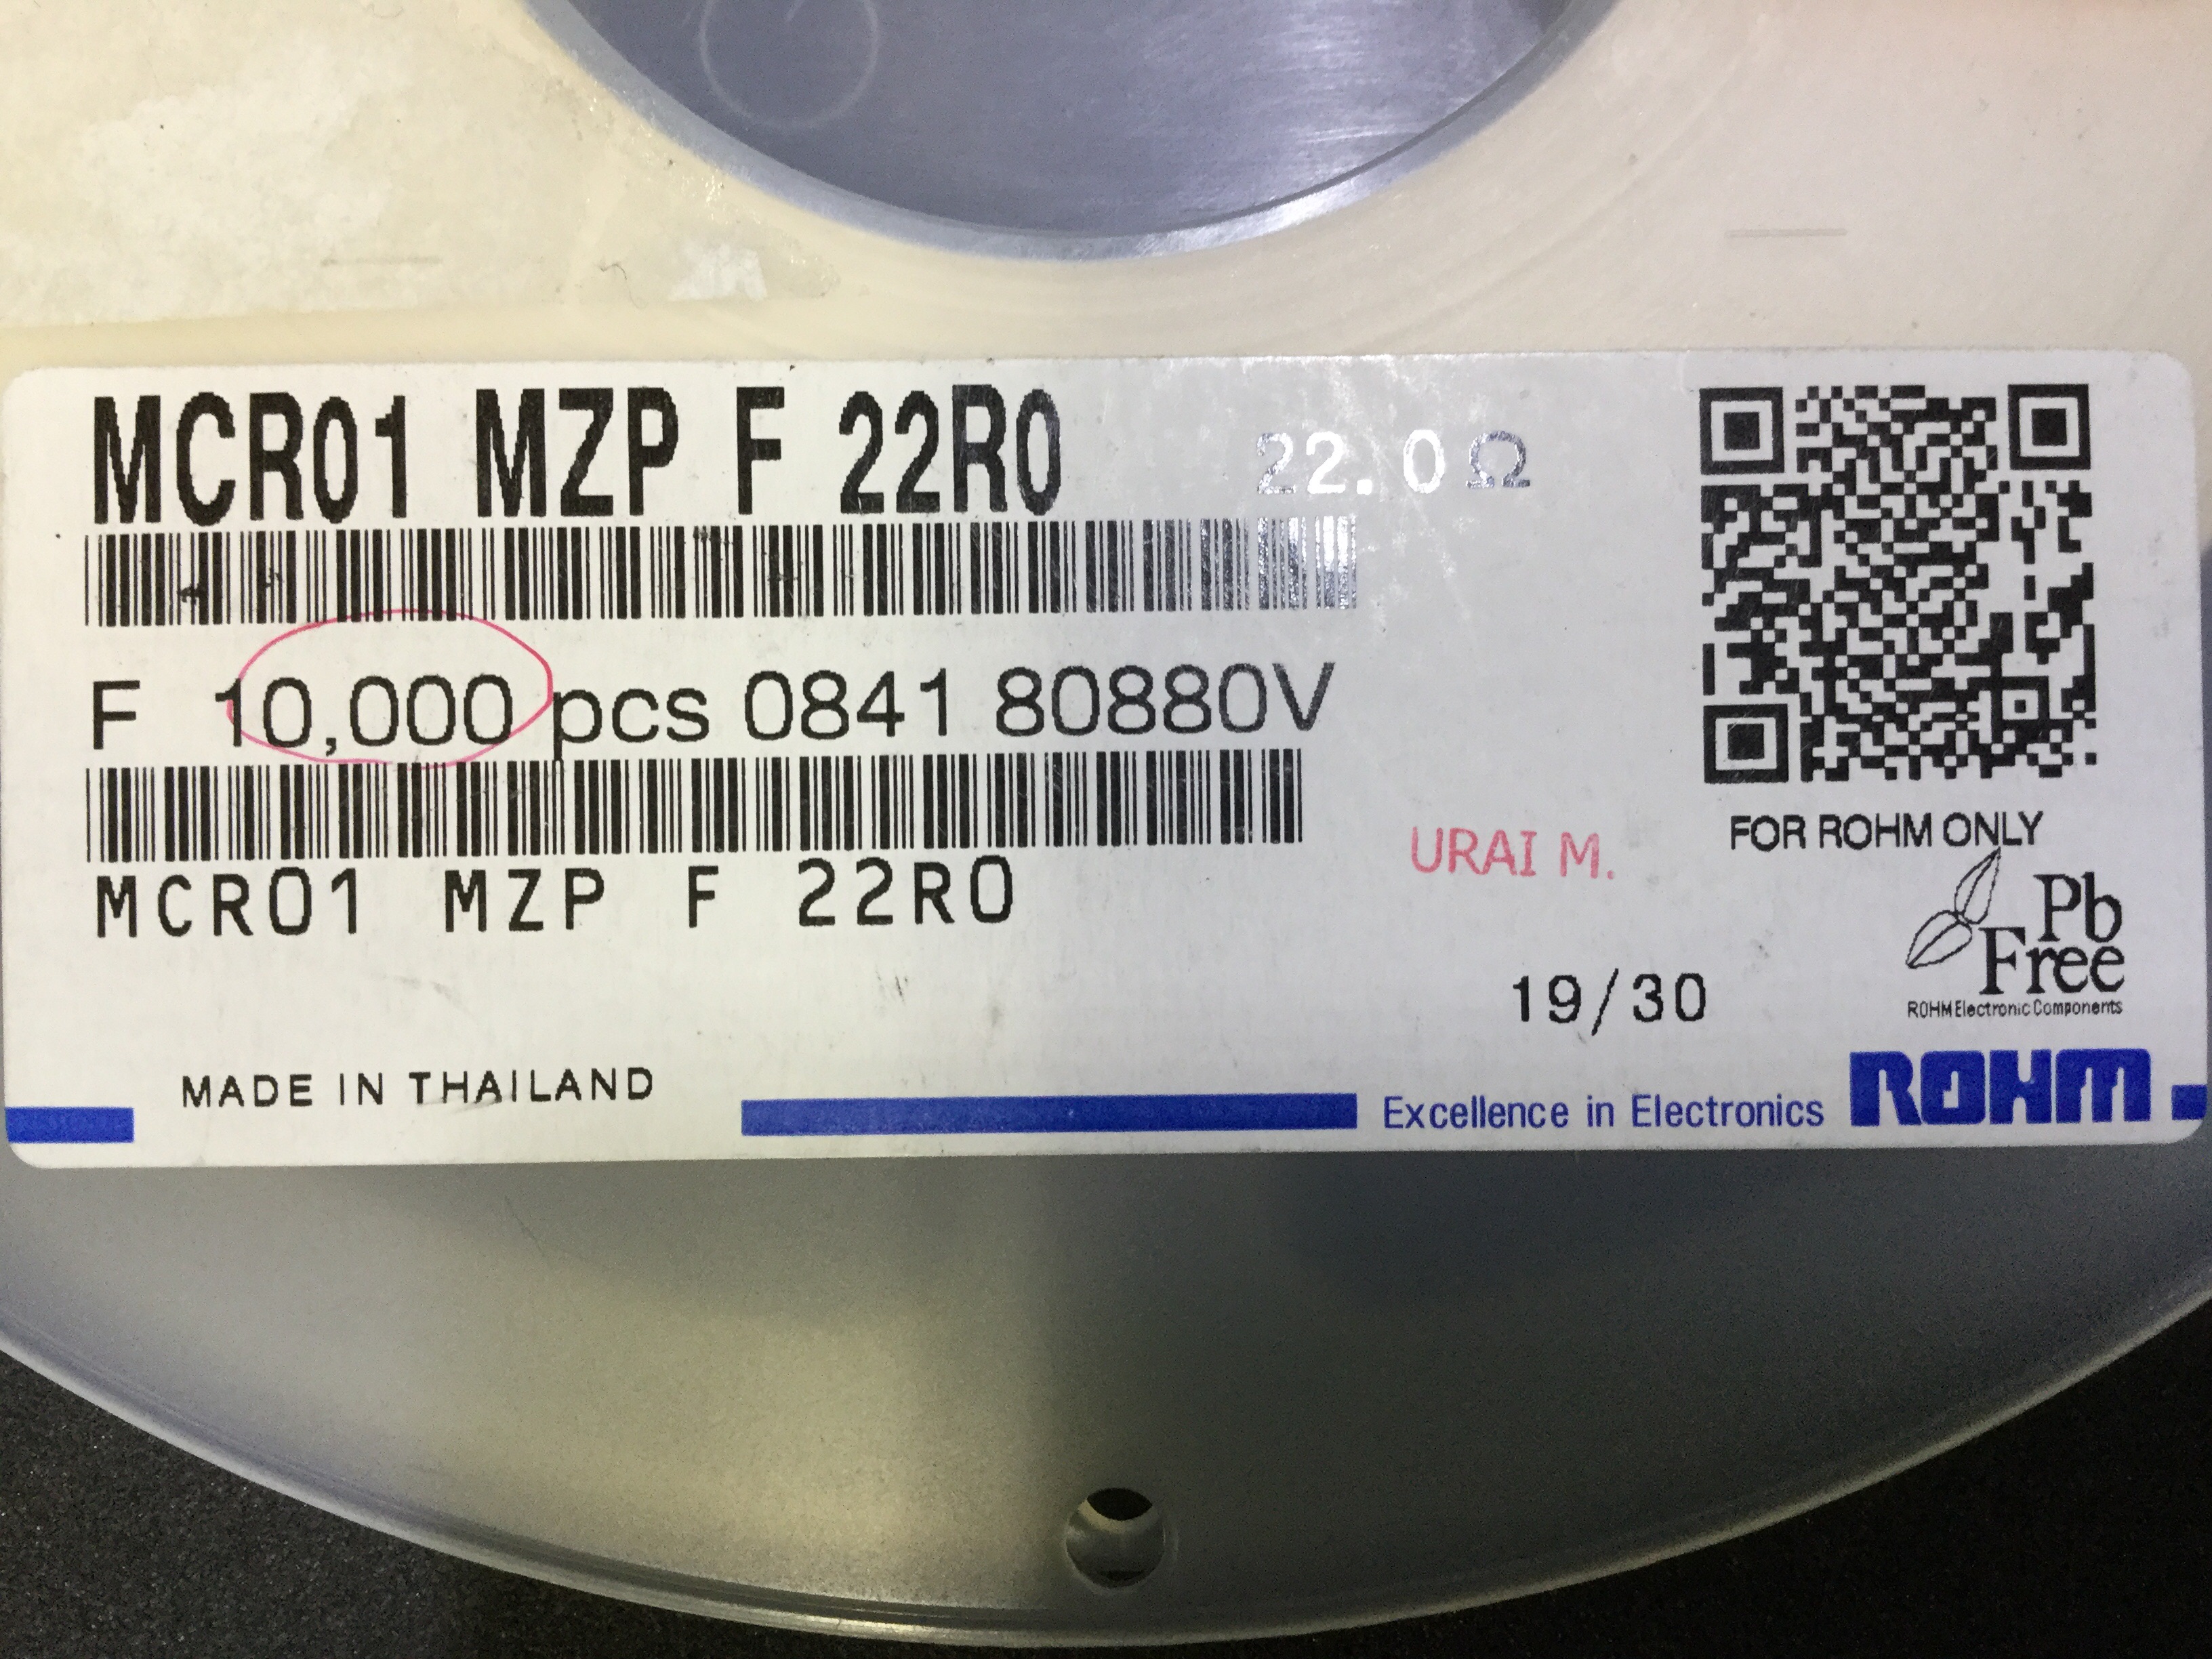 MCR01 MZP F 22R0 22.0Ω
F 10,000 pcs 0841 80880V
MCR01 MZP F 22R0
URAI M.
FOR ROHM ONLY
Pb
Free
ROHM Electronic Components
19/30
MADE IN THAILAND
Excellence in Electronics ROHM